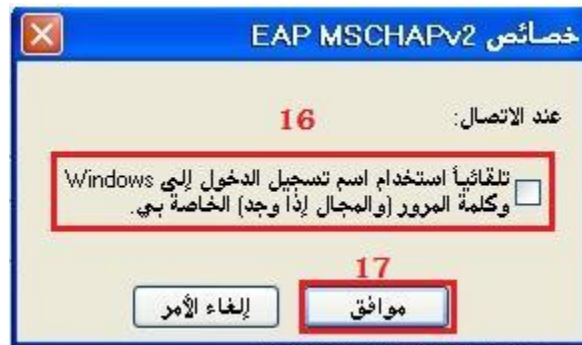 خصائص EAP MSCHAPv2
عند الاتصال:
16
تلقائياً استخدام اسم تسجيل الدخول إلى Windows
وكلمة المرور (والمجال إذا وجد) الخاصة بي.
17
موافق
إلغاء الأمر